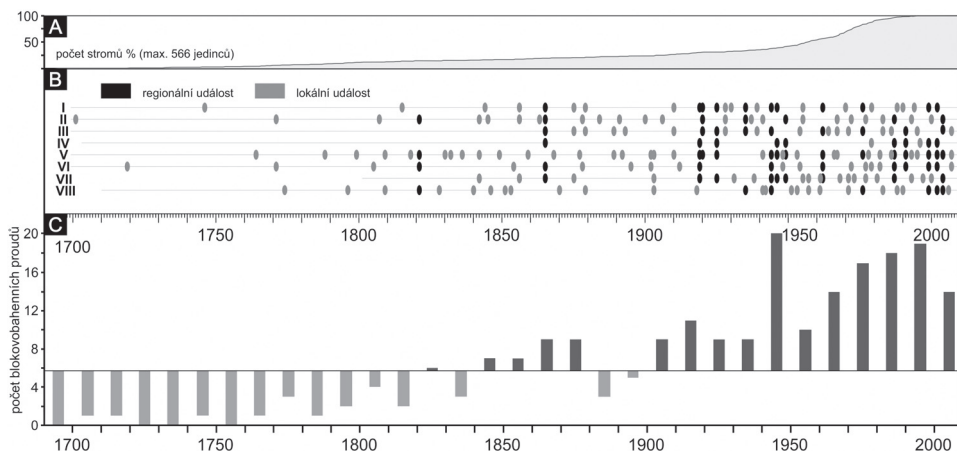 A
100
50
počet stromů % (max. 566 jedinců)
B
regionální událost
lokální událost
I
II
III
IV
V
VI
VII
VIII
C
1700 1750 1800 1850 1900 1950 2000
počet blokovobahenních proudů
20
16
12
8
4
0
1700 1750 1800 1850 1900 1950 2000